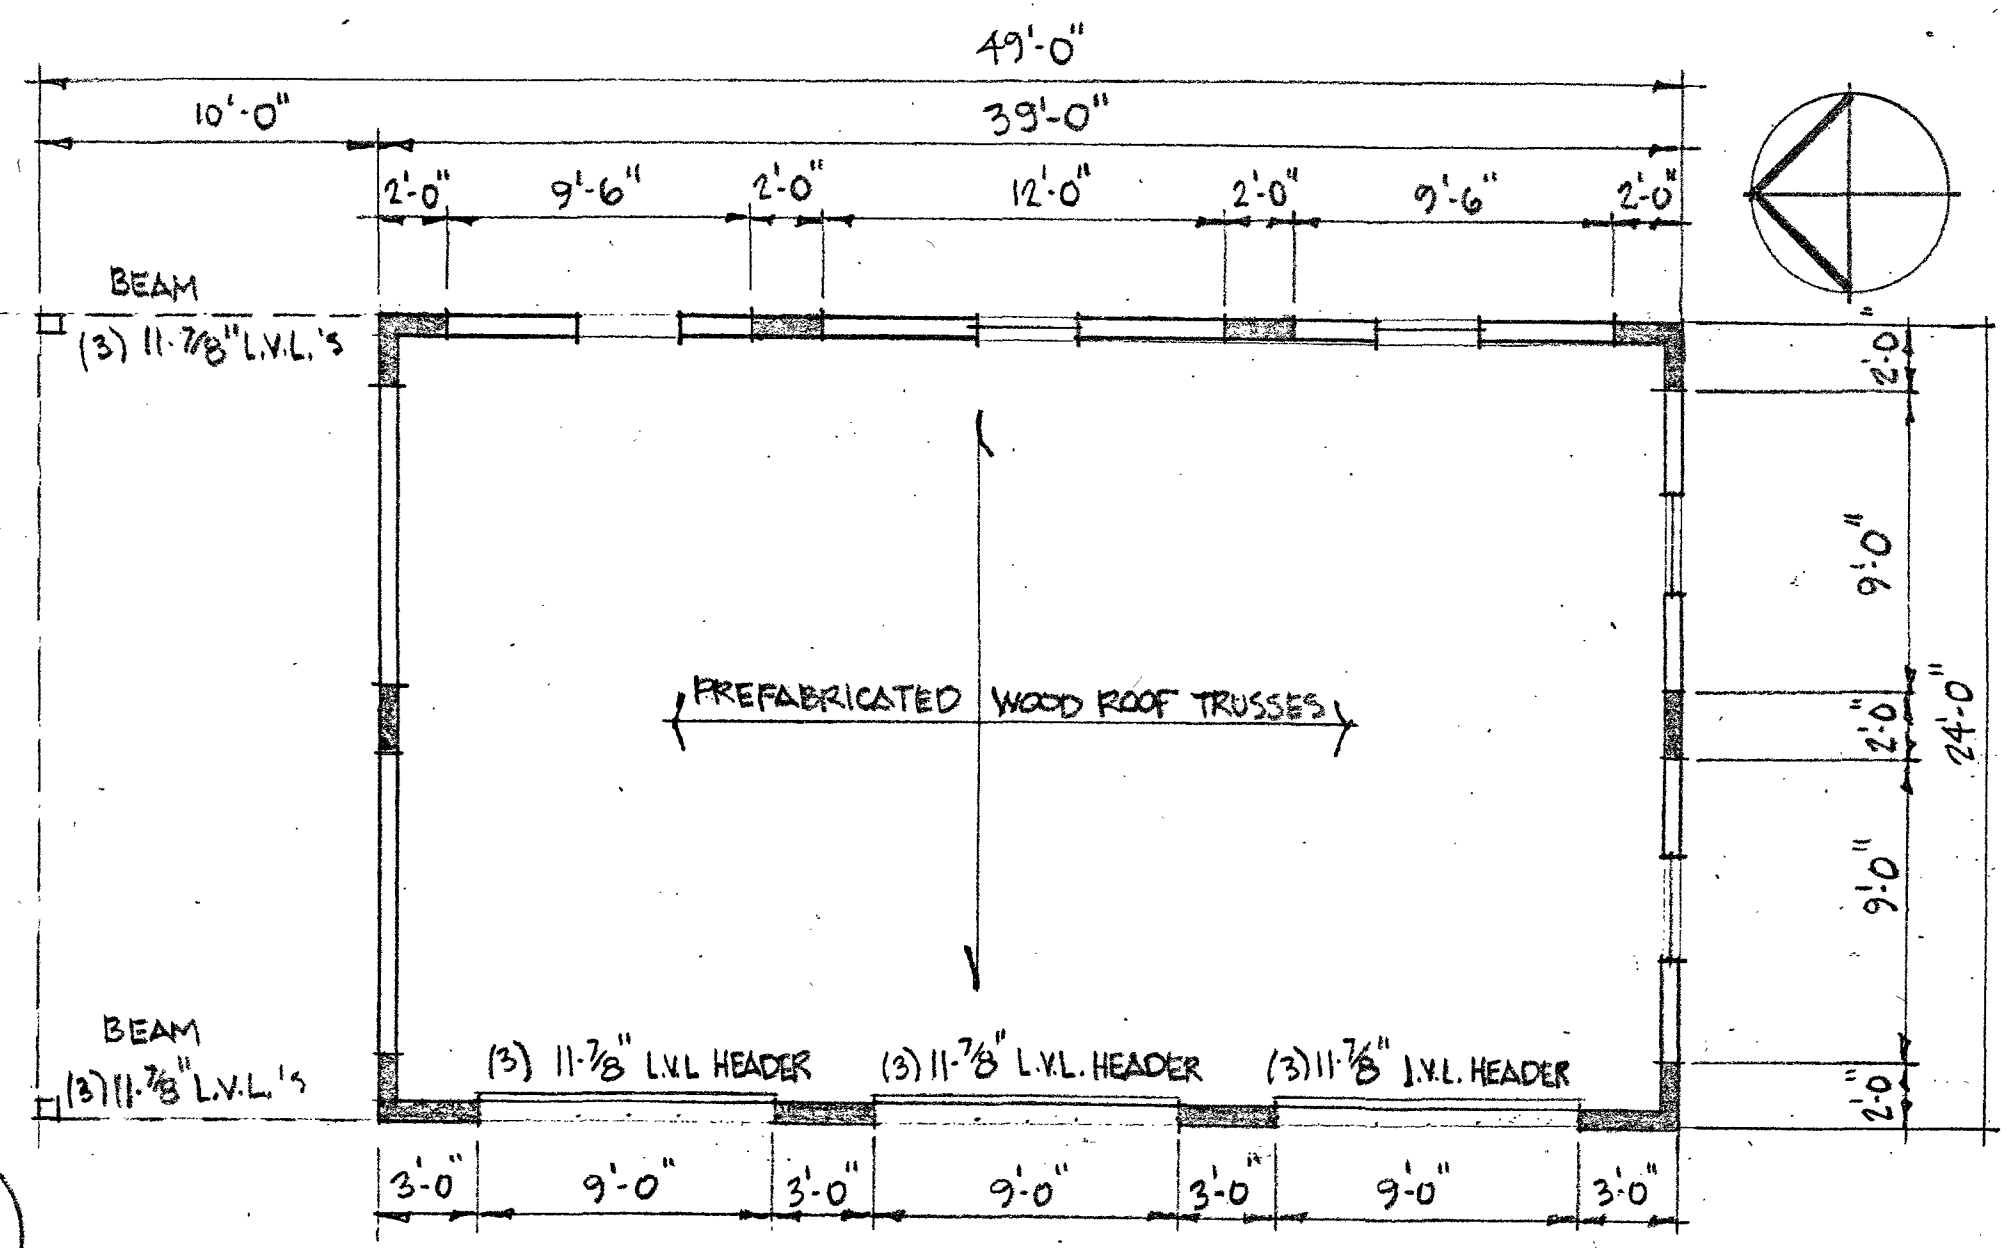 49'-0"
10'-0"
39'-0"
2'-0" 9'-6" 2'-0" 12'-0" 2'-0" 9'-6" 2'-0"
BEAM
(3) 11-7/8" L.V.L.'s
2'-0"
9'-0"
2'-0"
24'-0"
9'-0"
2'-0"
PREFABRICATED WOOD ROOF TRUSSES
BEAM
(3) 11-7/8" L.V.L.'s
(3) 11-7/8" L.V.L HEADER
(3) 11-7/8" L.V.L. HEADER
(3) 11-7/8" L.V.L. HEADER
3'-0" 9'-0" 3'-0" 9'-0" 3'-0" 9'-0" 3'-0"